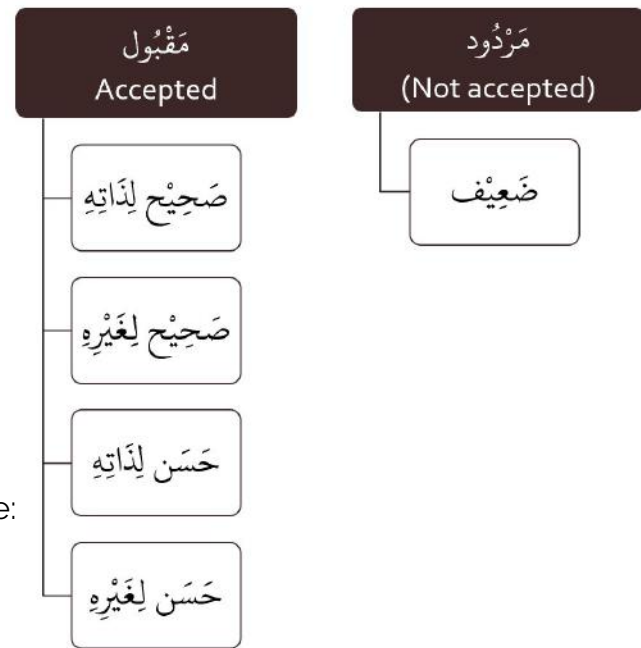 مَقْبُول
Accepted
صَحِيْح لِذَاتِهِ
صَحِيْح لِغَيْرِهِ
حَسَن لِذَاتِهِ
حَسَن لِغَيْرِهِ
مَرْدُود
(Not accepted)
ضَعِيْف
e: